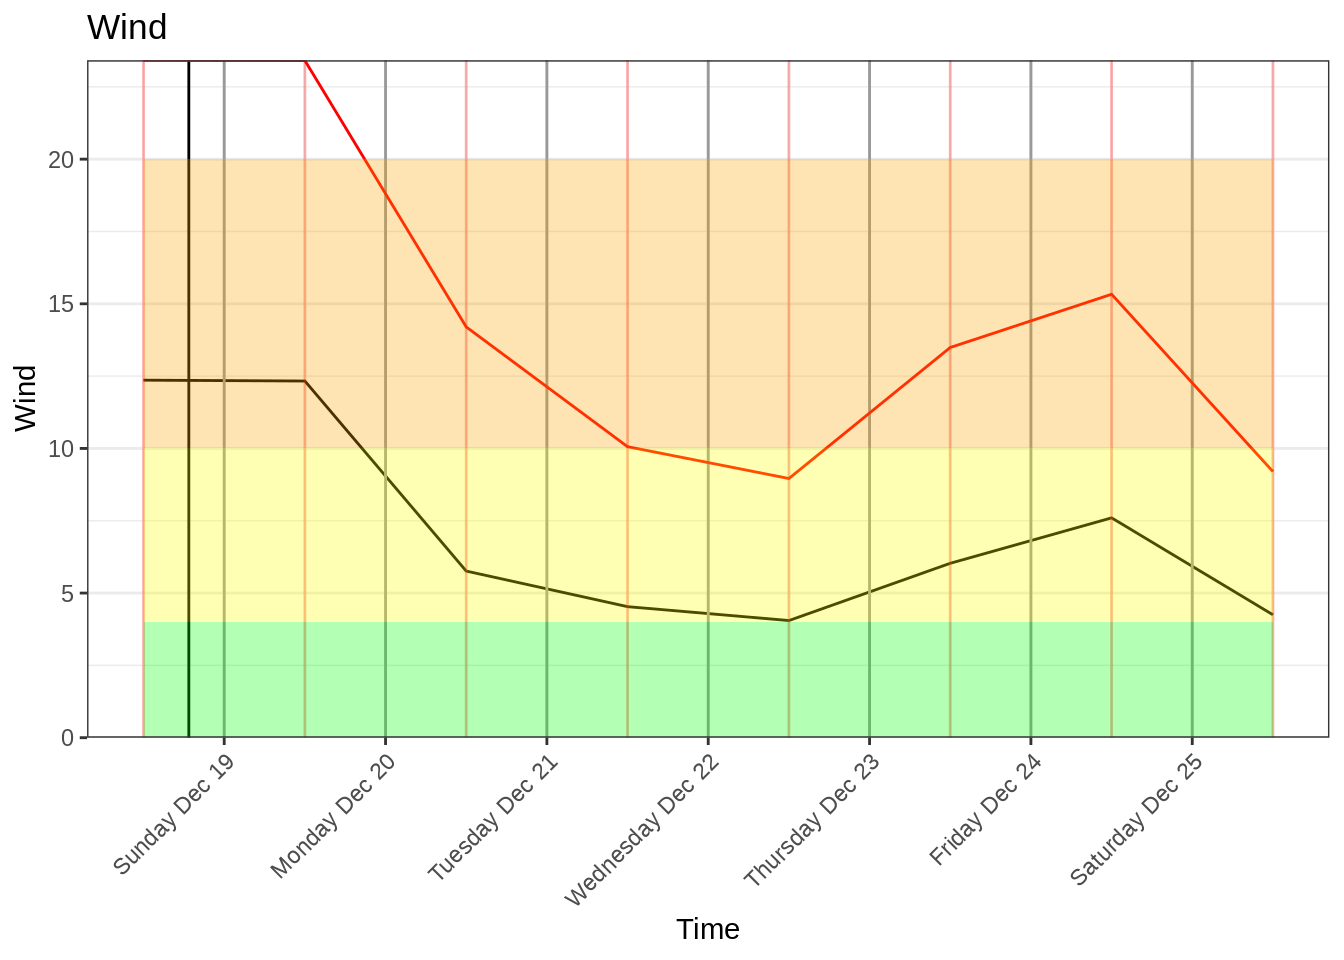 Wind
20
15
10
5
0
Wind
Sunday Dec 19
Monday Dec 20
Tuesday Dec 21
Wednesday Dec 22
Thursday Dec 23
Friday Dec 24
Saturday Dec 25
Time